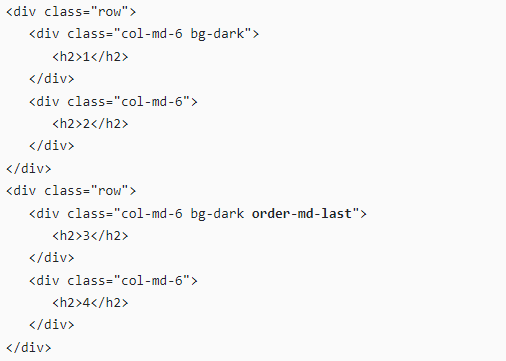 <div class="row">
   <div class="col-md-6 bg-dark">
      <h2>1</h2>
   </div>
   <div class="col-md-6">
      <h2>2</h2>
   </div>
</div>
<div class="row">
   <div class="col-md-6 bg-dark order-md-last">
      <h2>3</h2>
   </div>
   <div class="col-md-6">
      <h2>4</h2>
   </div>
</div>